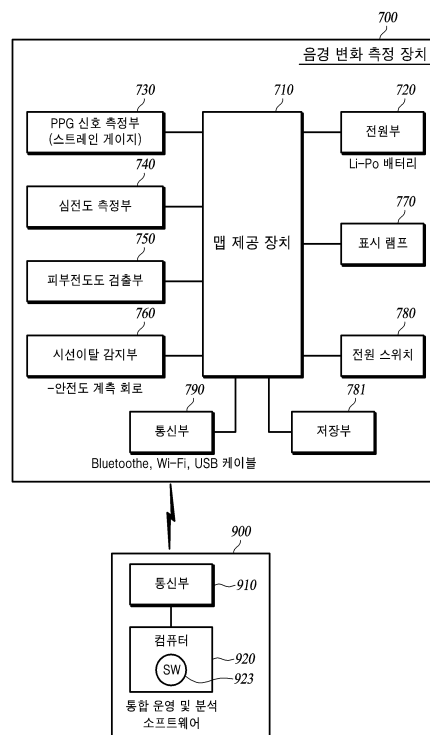 700
음경 변화 측정 장치
730
PPG 신호 측정부
(스트레인 게이지)
710
맵 제공 장치
720
전원부
Li-Po 배터리
740
심전도 측정부
750
피부전도도 검출부
770
표시 램프
760
시선이탈 감지부
-안전도 계측 회로
780
전원 스위치
790
통신부
Bluetoothe, Wi-Fi, USB 케이블
781
저장부
900
통신부
910
컴퓨터
920
SW
923
통합 운영 및 분석
소프트웨어